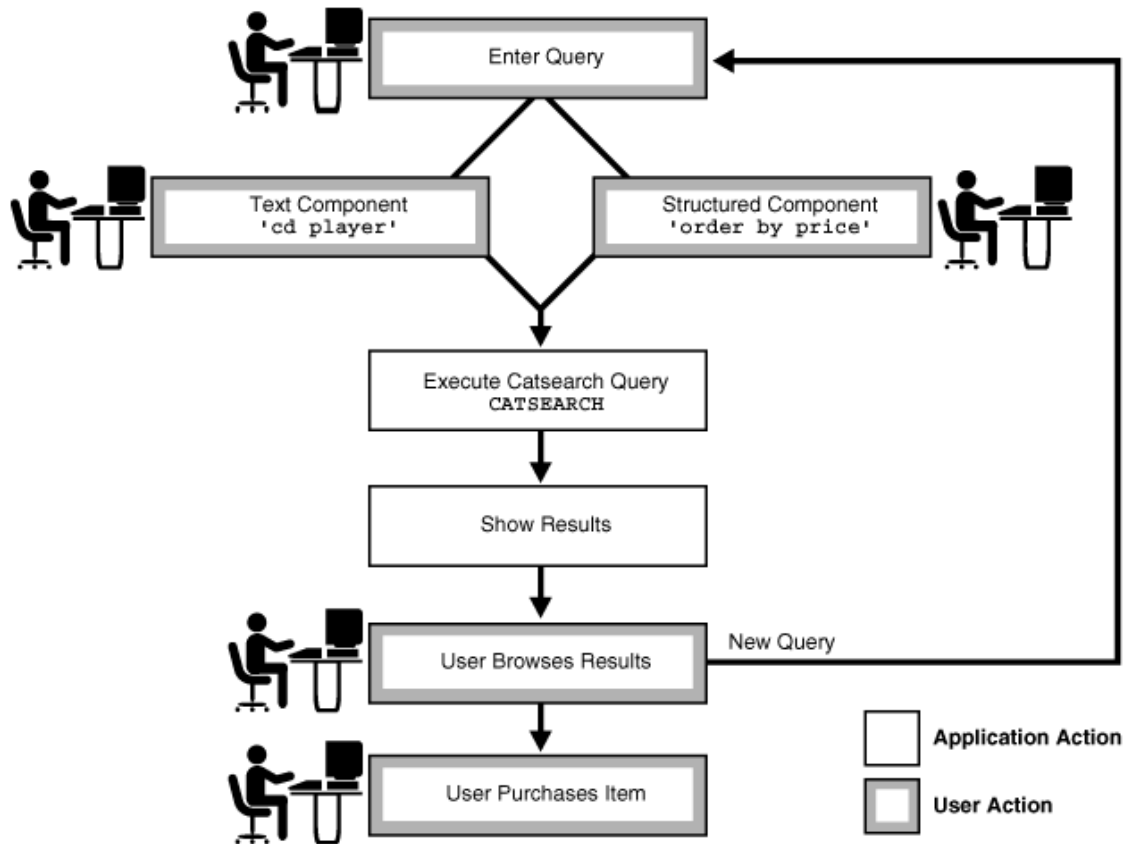 Enter Query
Text Component
'cd player'
Structured Component
'order by price'
Execute Catsearch Query
CATSEARCH
Show Results
User Browses Results
New Query
User Purchases Item
Application Action
User Action